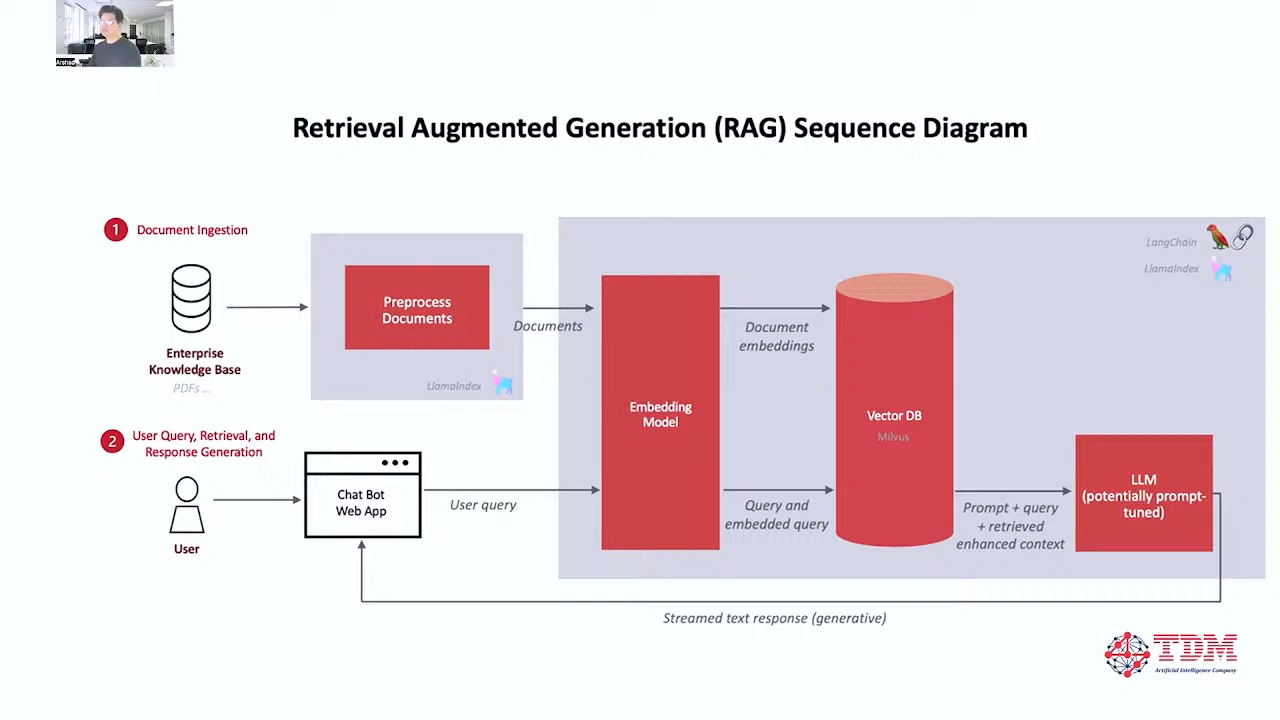 Arshad
Retrieval Augmented Generation (RAG) Sequence Diagram
1
Document Ingestion
Enterprise
Knowledge Base
PDFs ...
Preprocess
Documents
LlamaIndex
Documents
Embedding
Model
Document
embeddings
Vector DB
Milvus
LangChain
LlamaIndex
2
User Query, Retrieval, and
Response Generation
User
Chat Bot
Web App
User query
Query and
embedded query
Prompt + query
+ retrieved
enhanced context
LLM
(potentially prompt-
tuned)
Streamed text response (generative)
TDM
Artificial Intelligence Company